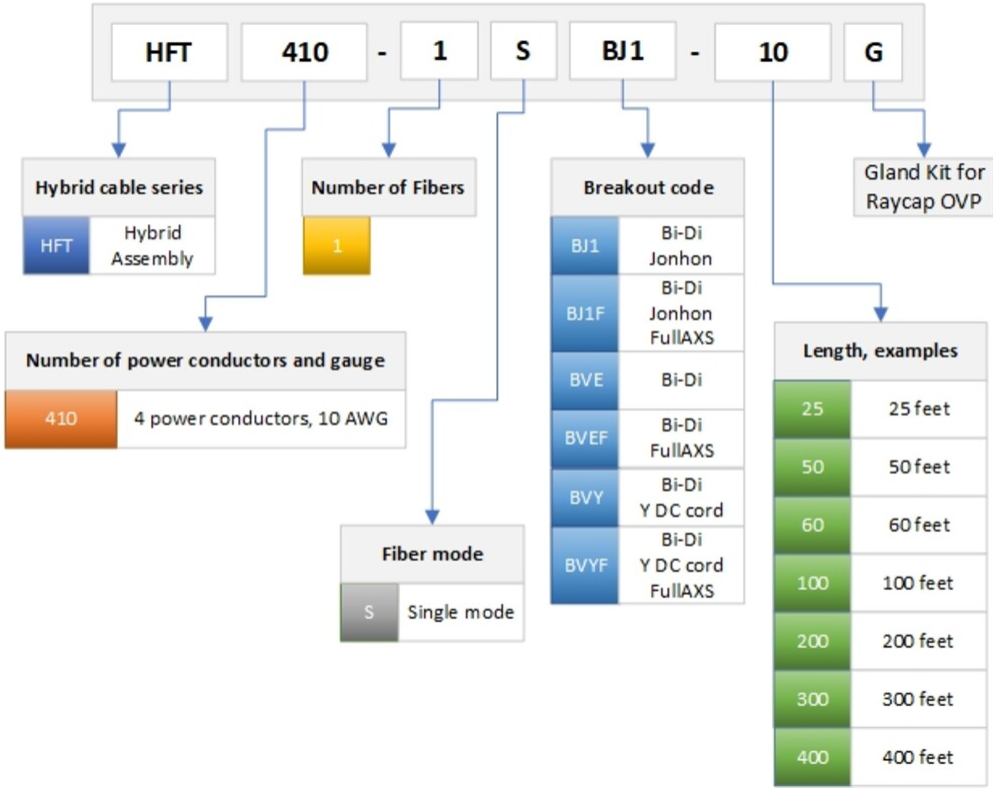 HFT 410 - 1 S BJ1 - 10 G
Hybrid cable series
HFT Hybrid
Assembly
Number of Fibers
1
Breakout code
BJ1 Bi-Di
Jonhon
BJ1F Bi-Di
Jonhon
FullAXS
BVE Bi-Di
BVEF Bi-Di
FullAXS
BVY Bi-Di
Y DC cord
BVYF Bi-Di
Y DC cord
FullAXS
Gland Kit for
Raycap OVP
Number of power conductors and gauge
410 4 power conductors, 10 AWG
Length, examples
25 25 feet
50 50 feet
60 60 feet
100 100 feet
200 200 feet
300 300 feet
400 400 feet
Fiber mode
S Single mode